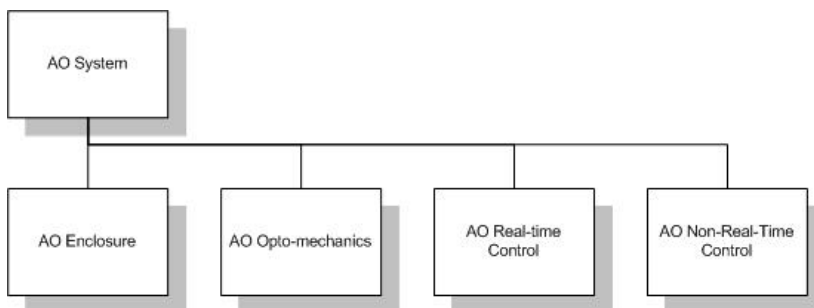 AO System
AO Enclosure
AO Opto-mechanics
AO Real-time
Control
AO Non-Real-Time
Control